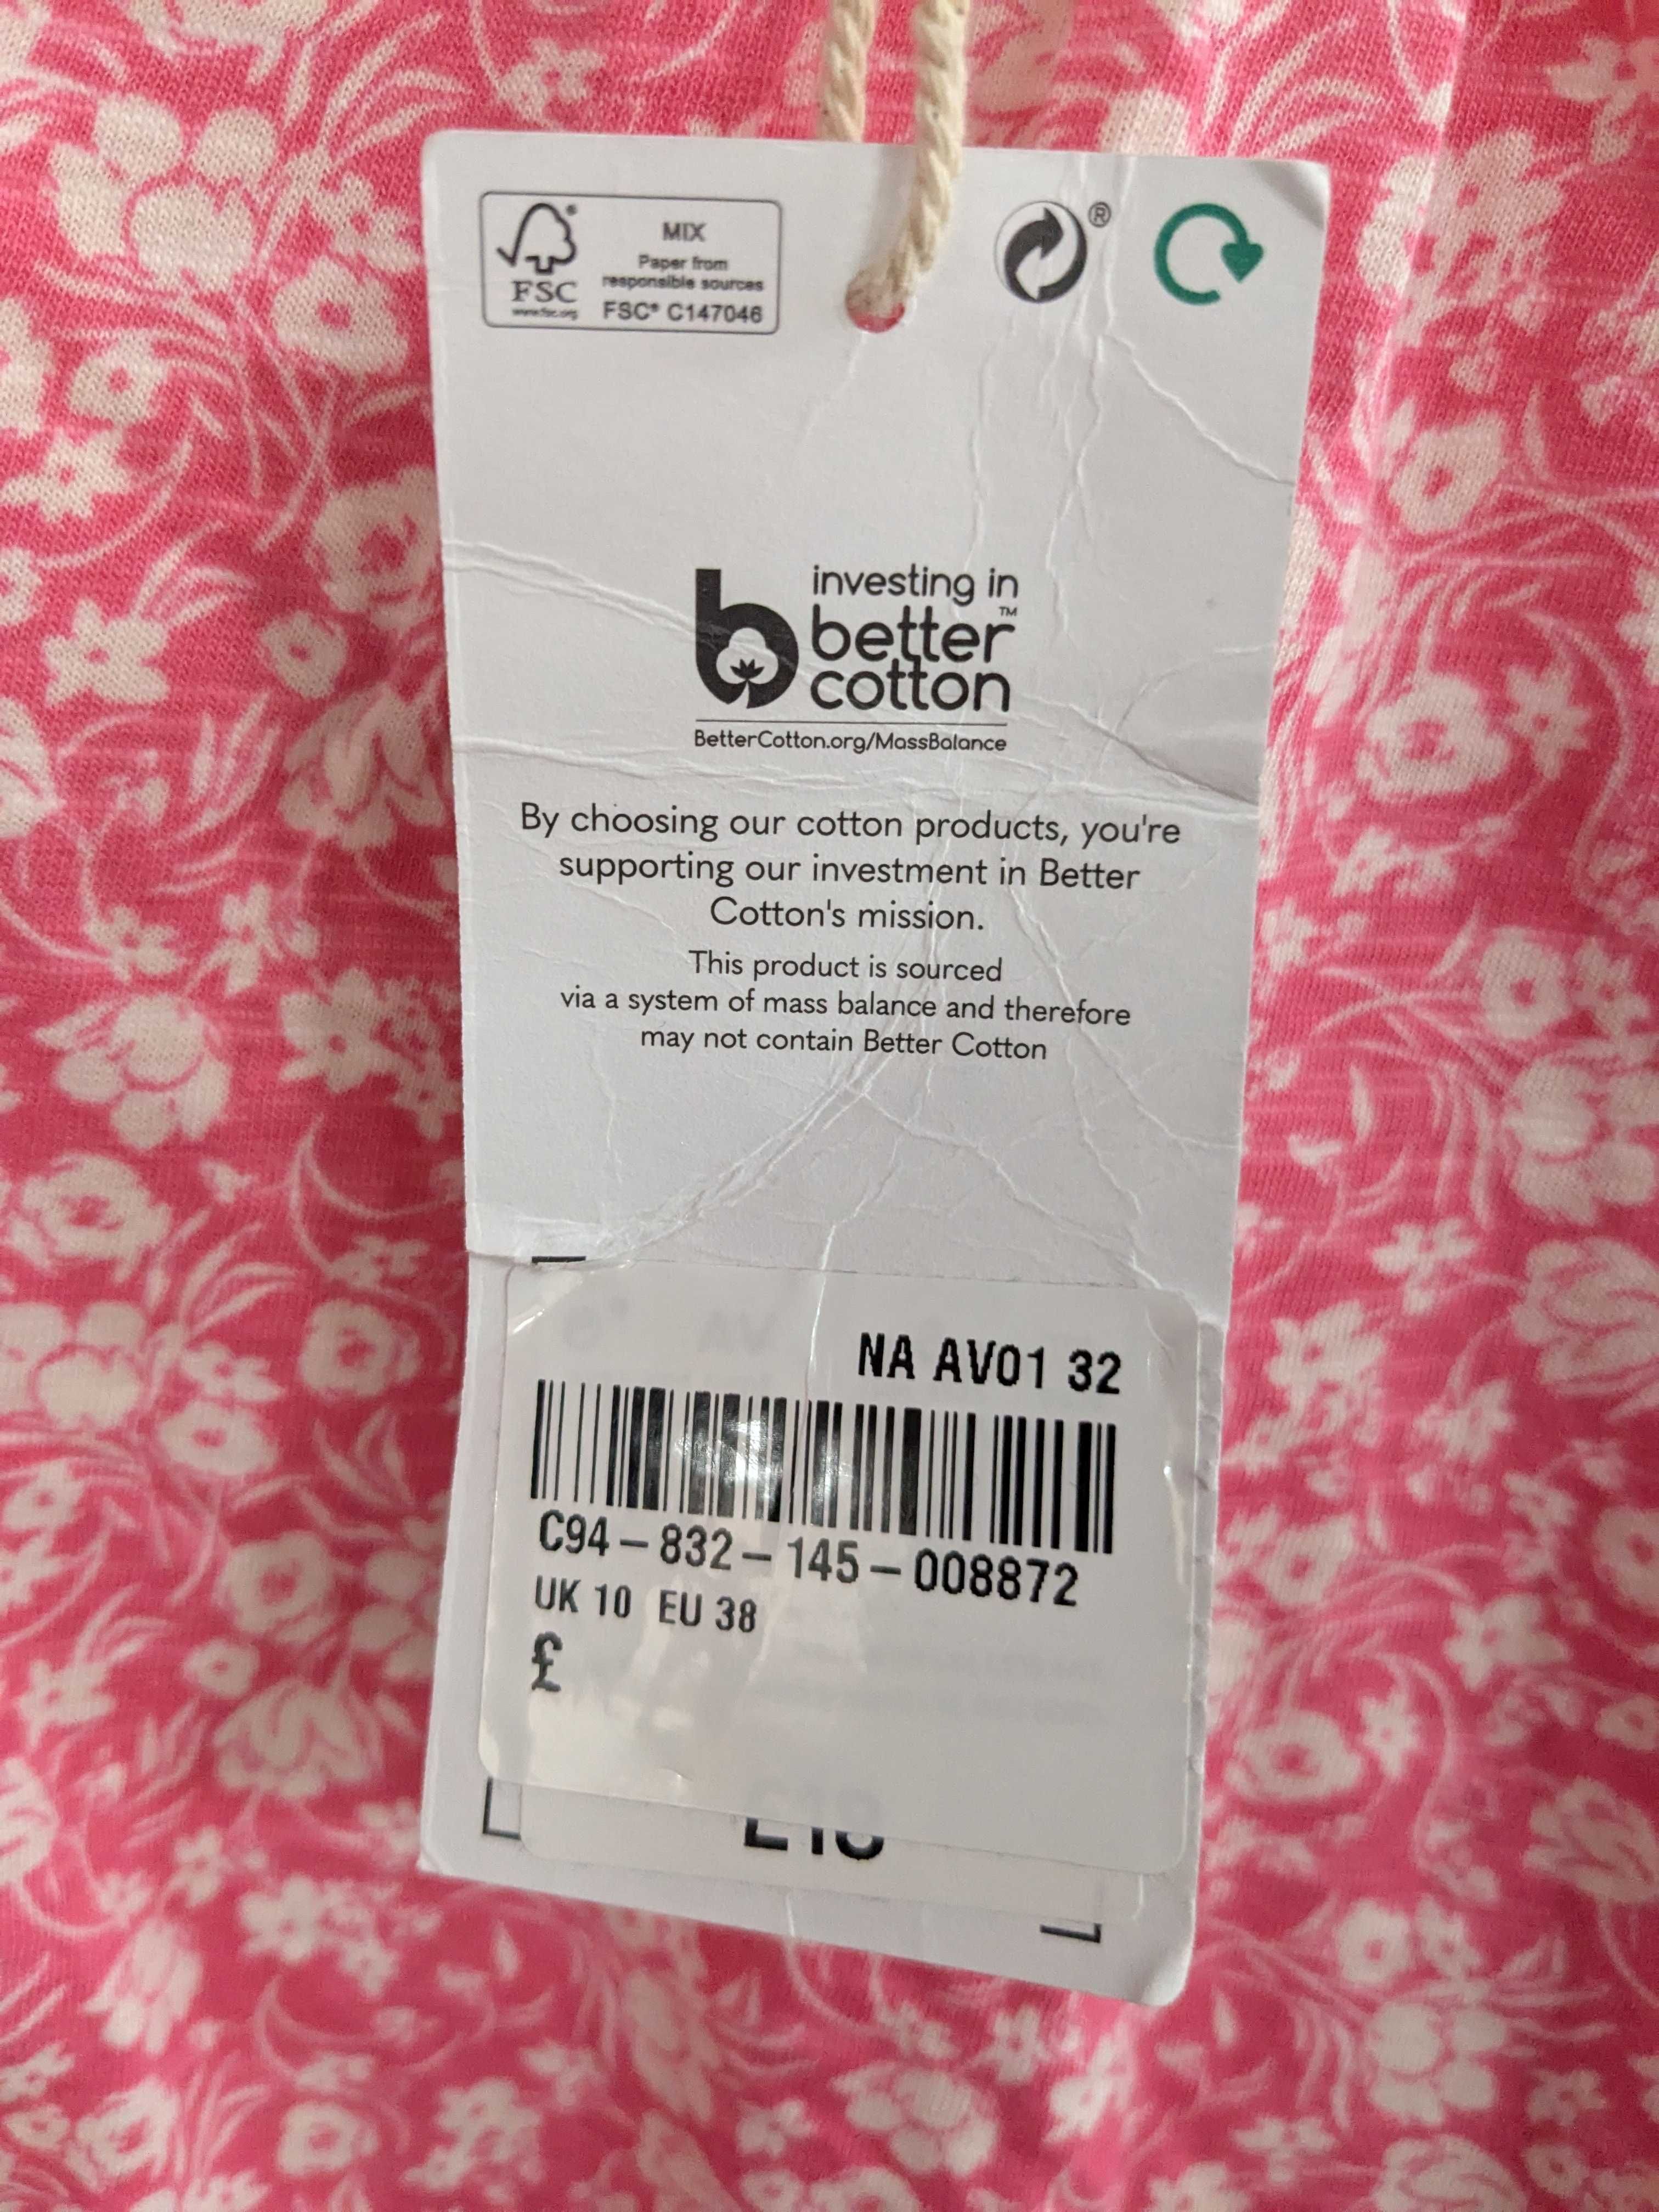 FSC®
www.fsc.org
MIX
Paper from
responsible sources
FSC® C147046
®
investing in
better™
cotton
BetterCotton.org/MassBalance
By choosing our cotton products, you're
supporting our investment in Better
Cotton's mission.
This product is sourced
via a system of mass balance and therefore
may not contain Better Cotton
NA AV01 32
C94-832-145-008872
UK 10 EU 38
£